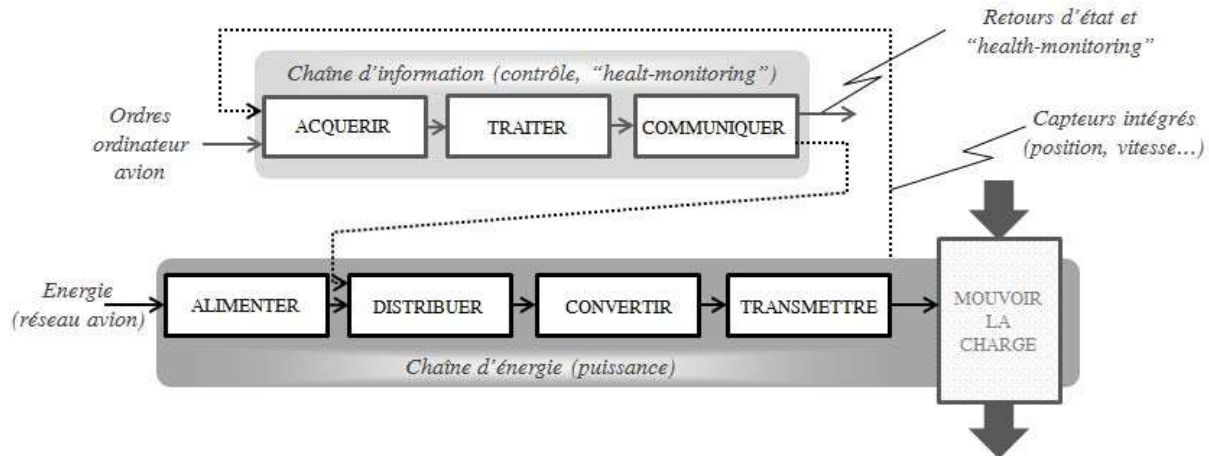 Retours d'état et
"health-monitoring"
Chaîne d'information (contrôle, "healt-monitoring")
Ordres
ordinateur
avion
ACQUERIR
TRAITER
COMMUNIQUER
Capteurs intégrés
(position, vitesse...)
Energie
(réseau avion)
ALIMENTER
DISTRIBUER
CONVERTIR
TRANSMETTRE
MOUVOIR
LA
CHARGE
Chaîne d'énergie (puissance)